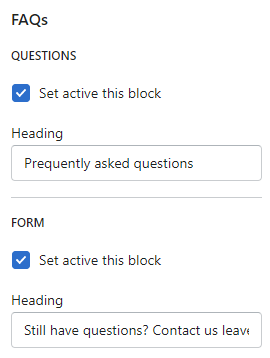 FAQs
QUESTIONS
Set active this block
Heading
Prequently asked questions
FORM
Set active this block
Heading
Still have questions? Contact us leave